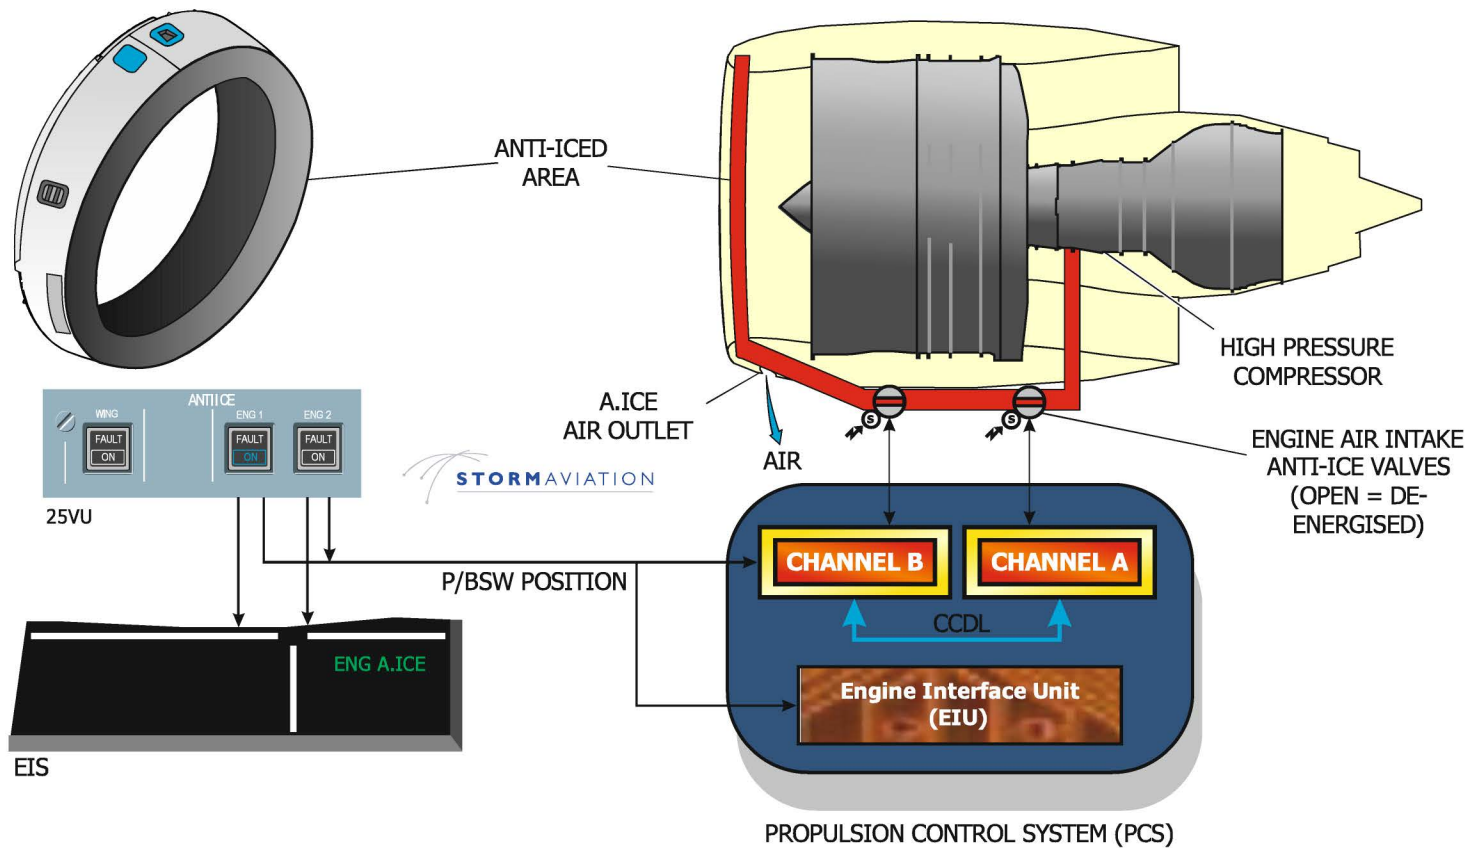 ANTI-ICED
AREA
HIGH PRESSURE
COMPRESSOR
A.ICE
AIR OUTLET
AIR
S
S
ENGINE AIR INTAKE
ANTI-ICE VALVES
(OPEN = DE-
ENERGISED)
ANTI ICE
WING
ENG 1
ENG 2
FAULT
ON
FAULT
ON
FAULT
ON
25VU
STORMAVIATION
P/BSW POSITION
CHANNEL B
CHANNEL A
CCDL
Engine Interface Unit
(EIU)
ENG A.ICE
EIS
PROPULSION CONTROL SYSTEM (PCS)